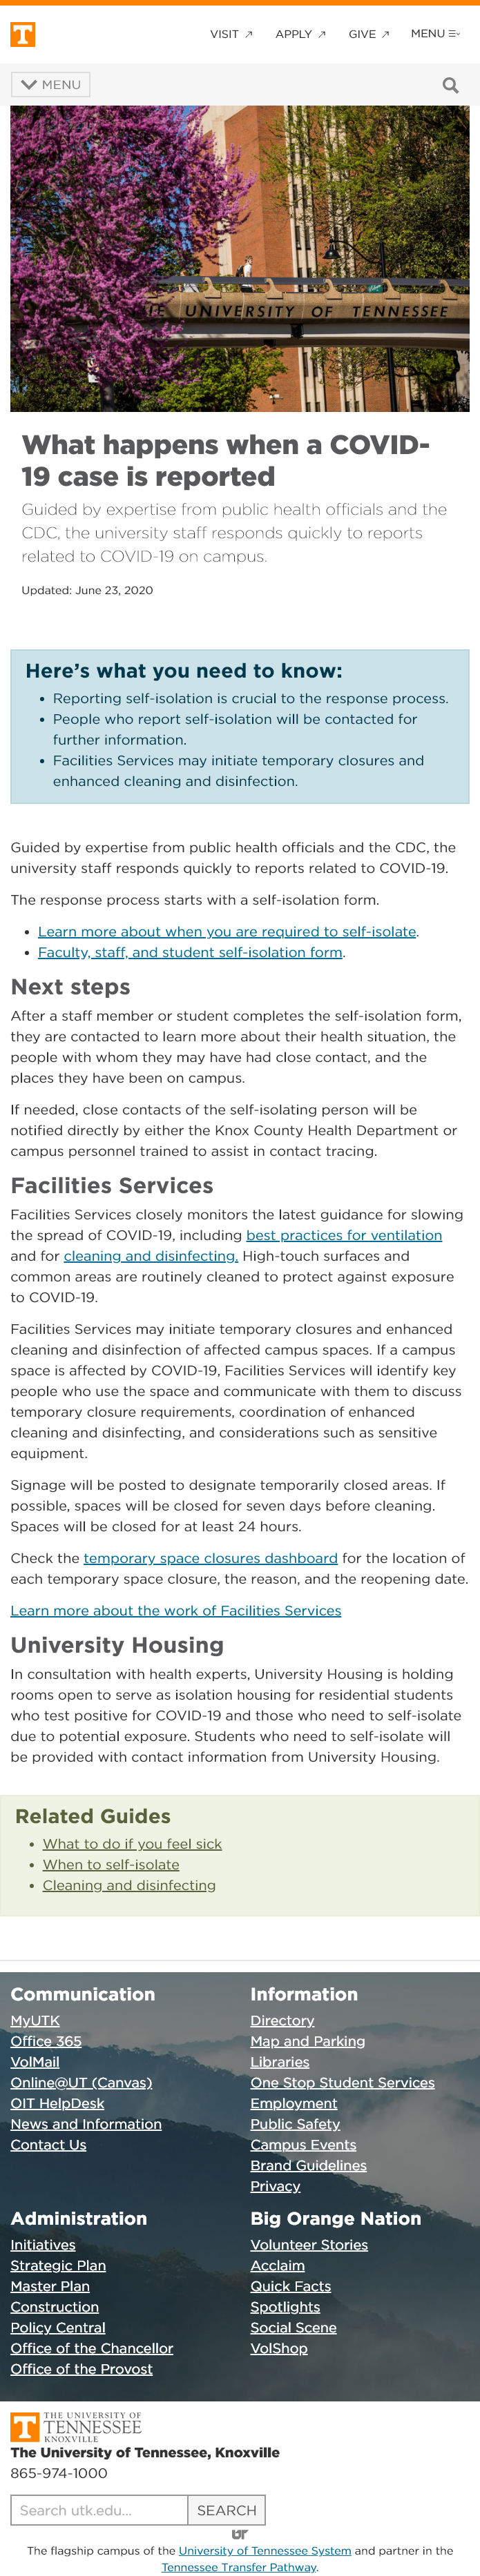 T
VISIT ↗ APPLY ↗ GIVE ↗ MENU
MENU
UNIVERSITY OF TENNESSEE
What happens when a COVID-
19 case is reported
Guided by expertise from public health officials and the
CDC, the university staff responds quickly to reports
related to COVID-19 on campus.
Updated: June 23, 2020
Here's what you need to know:
• Reporting self-isolation is crucial to the response process.
• People who report self-isolation will be contacted for
further information.
• Facilities Services may initiate temporary closures and
enhanced cleaning and disinfection.
Guided by expertise from public health officials and the CDC, the
university staff responds quickly to reports related to COVID-19.
The response process starts with a self-isolation form.
• Learn more about when you are required to self-isolate.
• Faculty, staff, and student self-isolation form.
Next steps
After a staff member or student completes the self-isolation form,
they are contacted to learn more about their health situation, the
people with whom they may have had close contact, and the
places they have been on campus.
If needed, close contacts of the self-isolating person will be
notified directly by either the Knox County Health Department or
campus personnel trained to assist in contact tracing.
Facilities Services
Facilities Services closely monitors the latest guidance for slowing
the spread of COVID-19, including best practices for ventilation
and for cleaning and disinfecting. High-touch surfaces and
common areas are routinely cleaned to protect against exposure
to COVID-19.
Facilities Services may initiate temporary closures and enhanced
cleaning and disinfection of affected campus spaces. If a campus
space is affected by COVID-19, Facilities Services will identify key
people who use the space and communicate with them to discuss
temporary closure requirements, coordination of enhanced
cleaning and disinfecting, and considerations such as sensitive
equipment.
Signage will be posted to designate temporarily closed areas. If
possible, spaces will be closed for seven days before cleaning.
Spaces will be closed for at least 24 hours.
Check the temporary space closures dashboard for the location of
each temporary space closure, the reason, and the reopening date.
Learn more about the work of Facilities Services
University Housing
In consultation with health experts, University Housing is holding
rooms open to serve as isolation housing for residential students
who test positive for COVID-19 and those who need to self-isolate
due to potential exposure. Students who need to self-isolate will
be provided with contact information from University Housing.
Related Guides
• What to do if you feel sick
• When to self-isolate
• Cleaning and disinfecting
Communication
MyUTK
Office 365
VolMail
Online@UT (Canvas)
OIT HelpDesk
News and Information
Contact Us
Information
Directory
Map and Parking
Libraries
One Stop Student Services
Employment
Public Safety
Campus Events
Brand Guidelines
Privacy
Administration
Initiatives
Strategic Plan
Master Plan
Construction
Policy Central
Office of the Chancellor
Office of the Provost
Big Orange Nation
Volunteer Stories
Acclaim
Quick Facts
Spotlights
Social Scene
VolShop
T
THE UNIVERSITY OF
TENNESSEE
KNOXVILLE
The University of Tennessee, Knoxville
865-974-1000
Search utk.edu... SEARCH
UT
The flagship campus of the University of Tennessee System and partner in the
Tennessee Transfer Pathway.